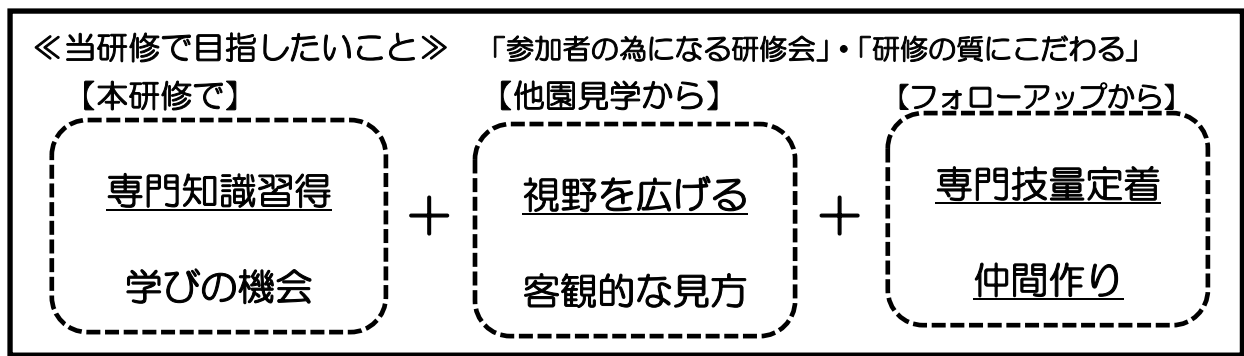 ≪当研修で目指したいこと≫ 「参加者の為になる研修会」・「研修の質にこだわる」
【本研修で】
専門知識習得
学びの機会
+
【他園見学から】
視野を広げる
客観的な見方
+
【フォローアップから】
専門技量定着
仲間作り